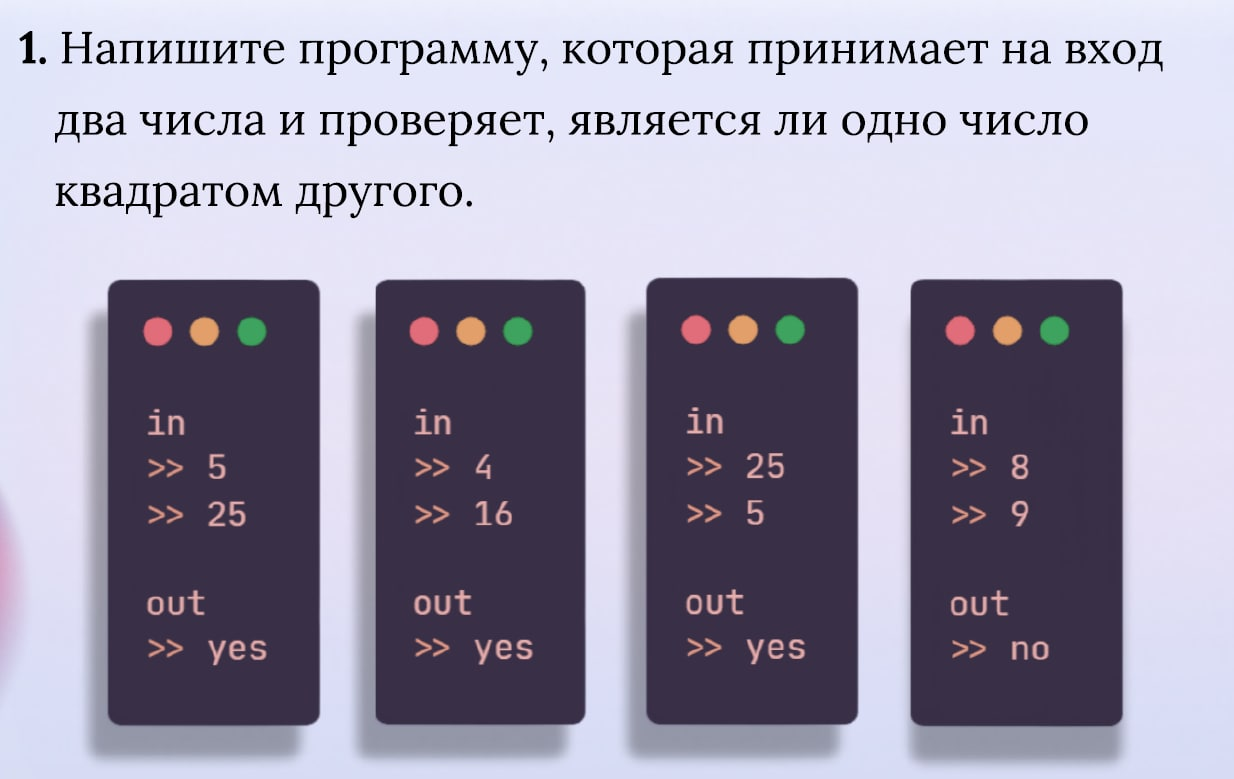 1. Напишите программу, которая принимает на вход
два числа и проверяет, является ли одно число
квадратом другого.
in
>> 5
>> 25
out
>> yes
in
>> 4
>> 16
out
>> yes
in
>> 25
>> 5
out
>> yes
in
>> 8
>> 9
out
>> no